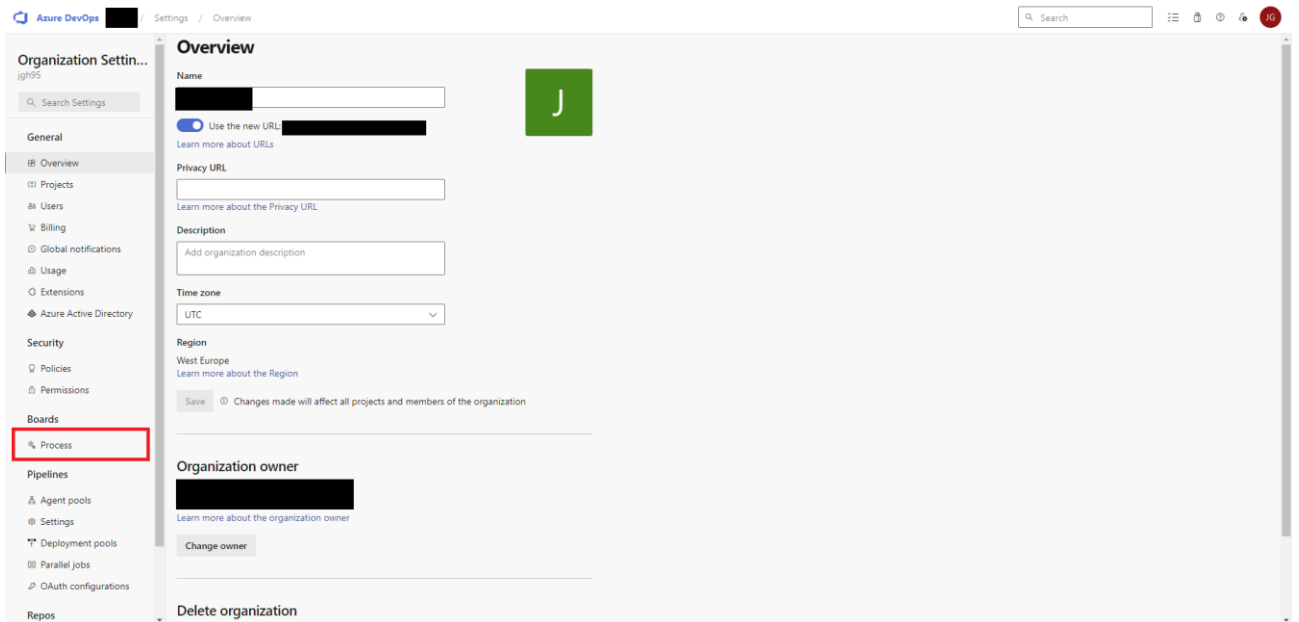 Azure DevOps / Settings / Overview
Search
JG
Organization Settin...
jgh95
Search Settings
General
Overview
Projects
Users
Billing
Global notifications
Usage
Extensions
Azure Active Directory
Security
Policies
Permissions
Boards
Process
Pipelines
Agent pools
Settings
Deployment pools
Parallel jobs
OAuth configurations
Repos
Overview
Name
J
Use the new URL:
Learn more about URLs
Privacy URL
Learn more about the Privacy URL
Description
Add organization description
Time zone
UTC
Region
West Europe
Learn more about the Region
Save Changes made will affect all projects and members of the organization
Organization owner
Learn more about the organization owner
Change owner
Delete organization